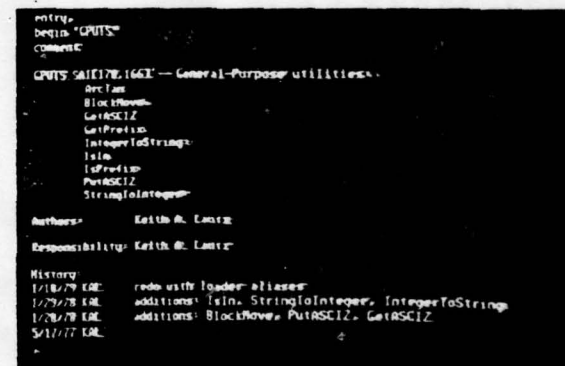 entry;
begin "GPUTS"
comment
GPUTS.SAI[170,166] -- General-Purpose utilities.
ArcTan
BlockMove
GetASCIZ
GetPrefix
IntegerToString
IsIn
IsPrefix
PutASCIZ
StringToInteger
Authors: Keith A. Lantz
Responsibility: Keith A. Lantz
History:
1/18/79 KAL redo with loader aliases
1/29/78 KAL additions: IsIn, StringToInteger, IntegerToString
1/28/78 KAL additions: BlockMove, PutASCIZ, GetASCIZ
5/17/77 KAL